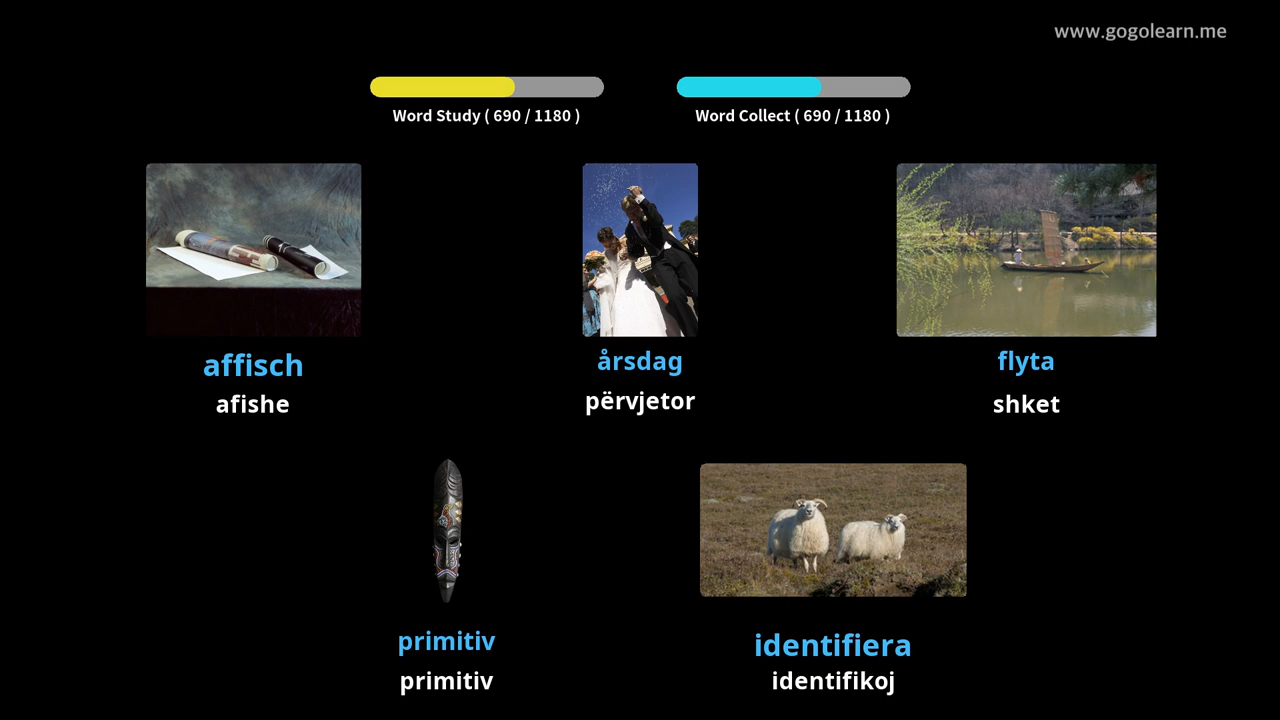 www.gogolearn.me
Word Study ( 690 / 1180 )
Word Collect ( 690 / 1180 )
affisch
afishe
årsdag
përvjetor
flyta
shket
primitiv
primitiv
identifiera
identifikoj